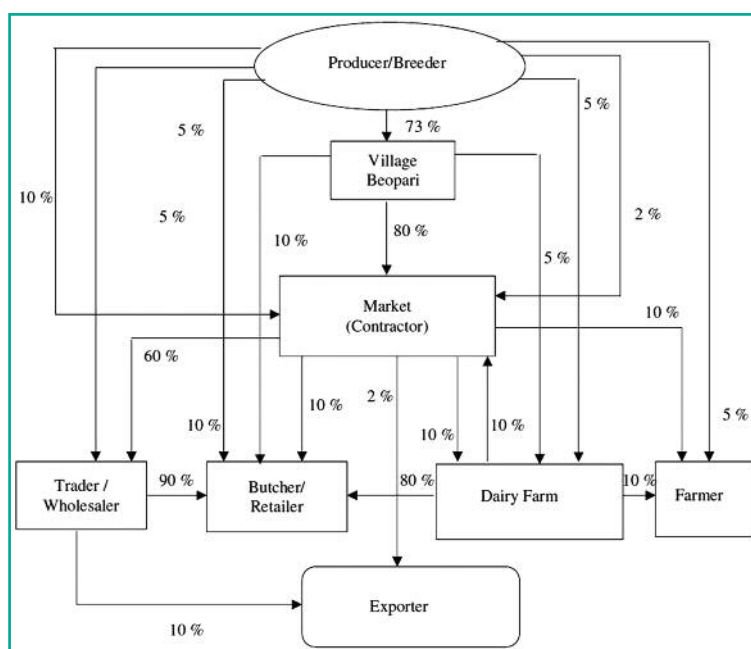 Producer/Breeder
5 %
73 %
5 %
Village
Beopari
10 %
5 %
10 %
80 %
5 %
2 %
Market
(Contractor)
10 %
60 %
10 %
10 %
2 %
10 %
10 %
5 %
Trader /
Wholesaler
90 %
Butcher/
Retailer
80 %
Dairy Farm
10 %
Farmer
Exporter
10 %